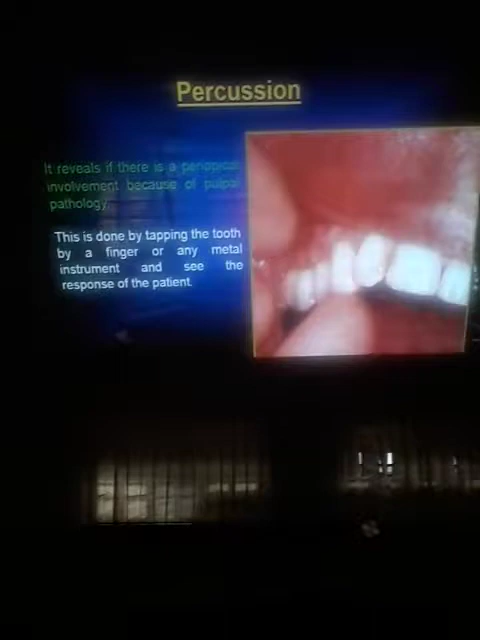 Percussion
It reveals if there is a periapical
involvement because of pulpal
pathology
This is done by tapping the tooth
by a finger or any metal
instrument and see the
response of the patient.